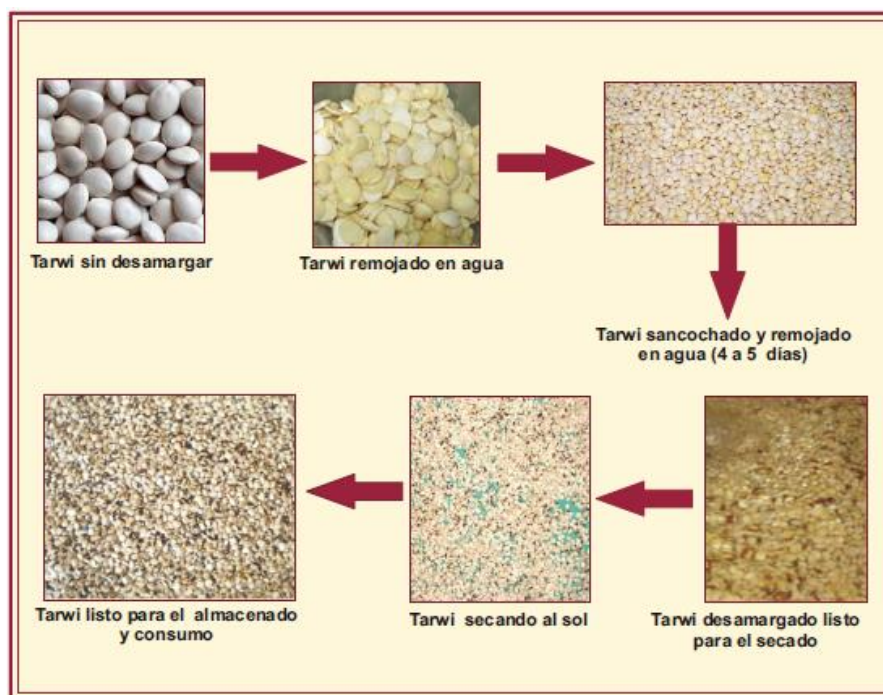 Tarwi sin desamargar
Tarwi remojado en agua
Tarwi sancochado y remojado
en agua (4 a 5 días)
Tarwi listo para el almacenado
y consumo
Tarwi secando al sol
Tarwi desamargado listo
para el secado